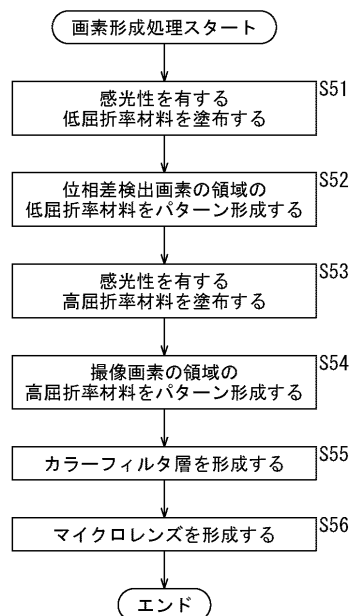 画素形成処理スタート
S51
感光性を有する
低屈折率材料を塗布する
S52
位相差検出画素の領域の
低屈折率材料をパターン形成する
S53
感光性を有する
高屈折率材料を塗布する
S54
撮像画素の領域の
高屈折率材料をパターン形成する
S55
カラーフィルタ層を形成する
S56
マイクロレンズを形成する
エンド